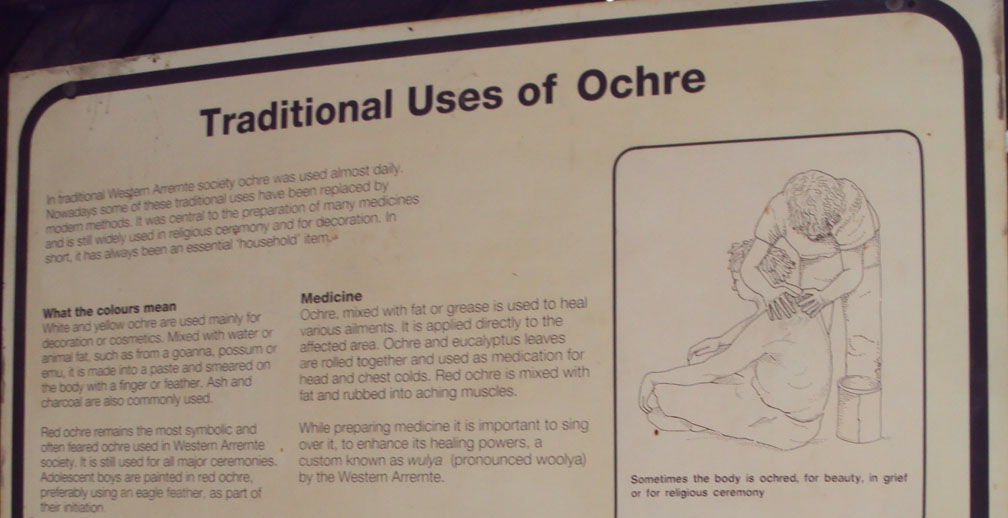 Traditional Uses of Ochre
In traditional Western Arrernte society ochre was used almost daily.
Nowadays some of these traditional uses have been replaced by
modern methods. It was central to the preparation of many medicines
and is still widely used in religious ceremony and for decoration. In
short, it has always been an essential 'household' item.
What the colours mean
White and yellow ochre are used mainly for
decoration or cosmetics. Mixed with water or
animal fat, such as from a goanna, possum or
emu, it is made into a paste and smeared on
the body with a finger or feather. Ash and
charcoal are also commonly used.
Red ochre remains the most symbolic and
often feared ochre used in Western Arrernte
society. It is still used for all major ceremonies.
Adolescent boys are painted in red ochre,
preferably using an eagle feather, as part of
their initiation.
Medicine
Ochre, mixed with fat or grease is used to heal
various ailments. It is applied directly to the
affected area. Ochre and eucalyptus leaves
are rolled together and used as medication for
head and chest colds. Red ochre is mixed with
fat and rubbed into aching muscles.
While preparing medicine it is important to sing
over it, to enhance its healing powers, a
custom known as wulya (pronounced woolya)
by the Western Arrernte.
Sometimes the body is ochred, for beauty, in grief
or for religious ceremony